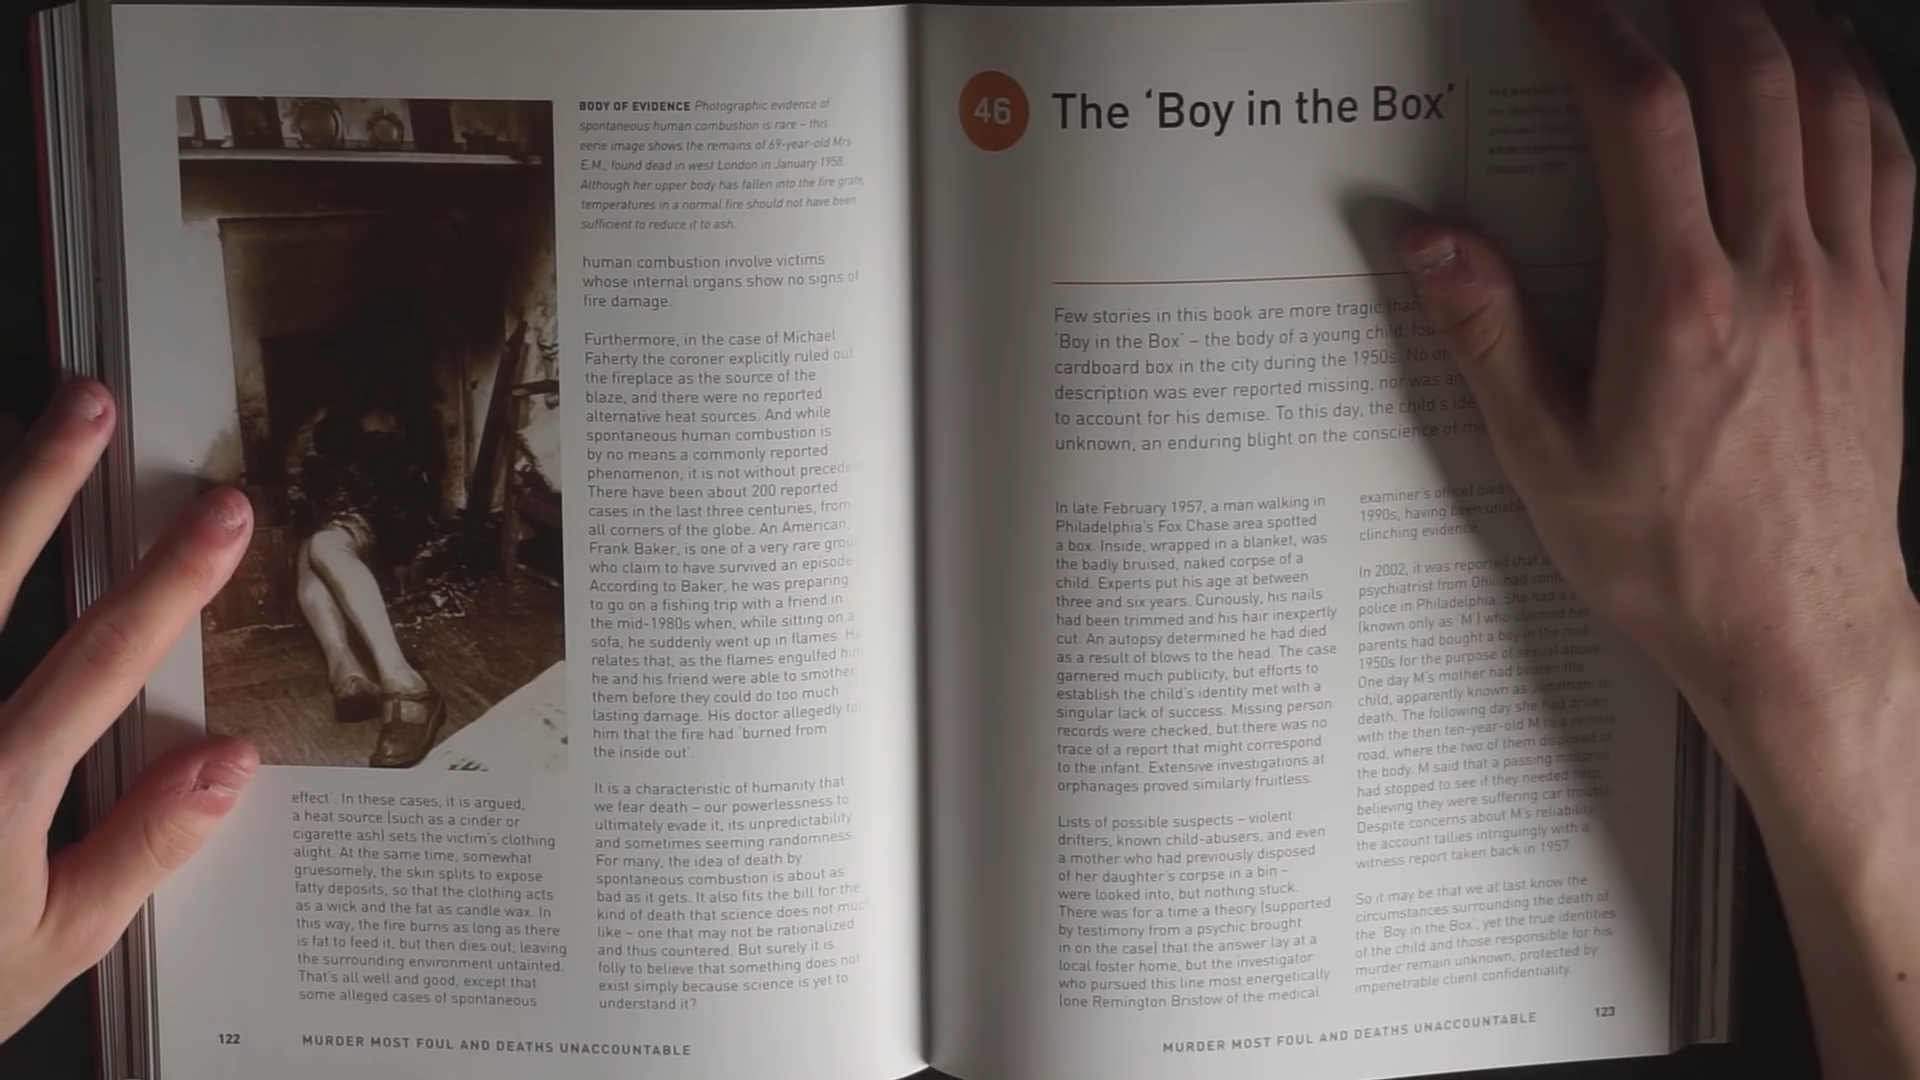 BODY OF EVIDENCE Photographic evidence of
spontaneous human combustion is rare – this
eerie image shows the remains of 69-year-old Mrs
E.M., found dead in west London in January 1958.
Although her upper body has fallen into the fire grate,
temperatures in a normal fire should not have been
sufficient to reduce it to ash.
effect'. In these cases, it is argued,
a heat source (such as a cinder or
cigarette ash) sets the victim's clothing
alight. At the same time, somewhat
gruesomely, the skin splits to expose
fatty deposits, so that the clothing acts
as a wick and the fat as candle wax. In
this way, the fire burns as long as there
is fat to feed it, but then dies out, leaving
the surrounding environment untainted.
That's all well and good, except that
some alleged cases of spontaneous
human combustion involve victims
whose internal organs show no signs of
fire damage.
Furthermore, in the case of Michael
Faherty the coroner explicitly ruled out
the fireplace as the source of the
blaze, and there were no reported
alternative heat sources. And while
spontaneous human combustion is
by no means a commonly reported
phenomenon, it is not without
There have been about 200 reported
cases in the last three centuries, from
all corners of the globe. An American,
Frank Baker, is one of a very rare
who claim to have survived an episode
According to Baker, he was preparing
to go on a fishing trip with a friend in
the mid-1980s when, while sitting on a
sofa, he suddenly went up in flames. He
relates that, as the flames engulfed him
he and his friend were able to smother
them before they could do too much
lasting damage. His doctor allegedly
him that the fire had 'burned from
the inside out'.
It is a characteristic of humanity that
we fear death – our powerlessness to
ultimately evade it, its unpredictability
and sometimes seeming randomness.
For many, the idea of death by
spontaneous combustion is about as
bad as it gets. It also fits the bill for the
kind of death that science does not much
like – one that may not be rationalized
and thus countered. But surely it is
folly to believe that something does not
exist simply because science is yet to
understand it?
122
MURDER MOST FOUL AND DEATHS UNACCOUNTABLE
46
The 'Boy in the Box'
Few stories in this book are more tragic than
'Boy in the Box' – the body of a young child,
cardboard box in the city during the 1950s. No
description was ever reported missing, nor was
to account for his demise. To this day, the child's
unknown, an enduring blight on the conscience of
In late February 1957, a man walking in
Philadelphia's Fox Chase area spotted
a box. Inside, wrapped in a blanket, was
the badly bruised, naked corpse of a
child. Experts put his age at between
three and six years. Curiously, his nails
had been trimmed and his hair inexpertly
cut. An autopsy determined he had died
as a result of blows to the head. The case
garnered much publicity, but efforts to
establish the child's identity met with a
singular lack of success. Missing person
records were checked, but there was no
trace of a report that might correspond
to the infant. Extensive investigations at
orphanages proved similarly fruitless.
Lists of possible suspects – violent
drifters, known child-abusers, and even
a mother who had previously disposed
of her daughter's corpse in a bin –
were looked into, but nothing stuck.
There was for a time a theory (supported
by testimony from a psychic brought
in on the case) that the answer lay at a
local foster home, but the investigator
who pursued this line most energetically
(one Remington Bristow of the medical
examiner's office) died
1990s, having been
clinching evidence.
In 2002, it was reported that
psychiatrist from Ohio had
police in Philadelphia. She had a
(known only as 'M') who claimed her
parents had bought a boy in the mid-
1950s for the purpose of sexual abuse.
One day M's mother had beaten the
child, apparently known as Jonathan, to
death. The following day she had driven
with the then ten-year-old M to a remote
road, where the two of them disposed of
the body. M said that a passing motorist
had stopped to see if they needed help,
believing they were suffering car trouble.
Despite concerns about M's reliability,
the account tallies intriguingly with a
witness report taken back in 1957.
So it may be that we at last know the
circumstances surrounding the death of
the 'Boy in the Box', yet the true identities
of the child and those responsible for his
murder remain unknown, protected by
impenetrable client confidentiality.
MURDER MOST FOUL AND DEATHS UNACCOUNTABLE
123